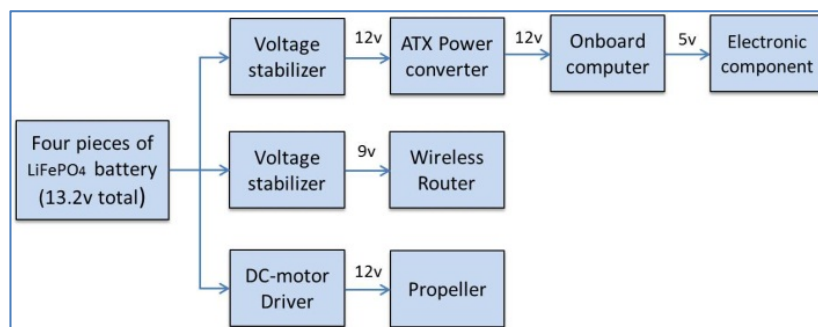 Voltage
stabilizer
12v
ATX Power
converter
12v
Onboard
computer
5v
Electronic
component
Four pieces of
LiFePO4 battery
(13.2v total)
Voltage
stabilizer
9v
Wireless
Router
DC-motor
Driver
12v
Propeller